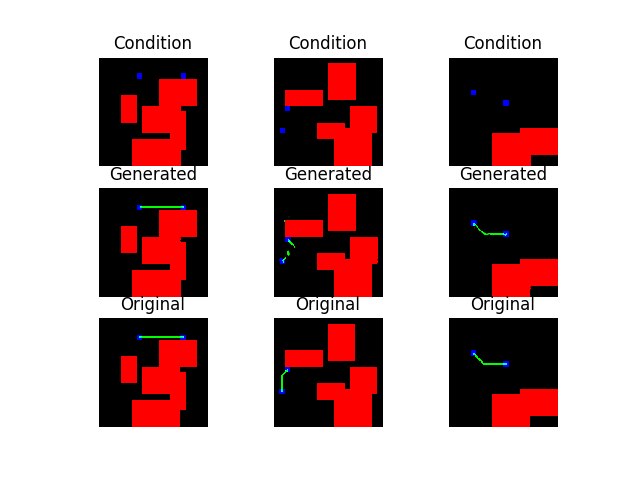 Condition Condition Condition
Generated Generated Generated
Original Original Original